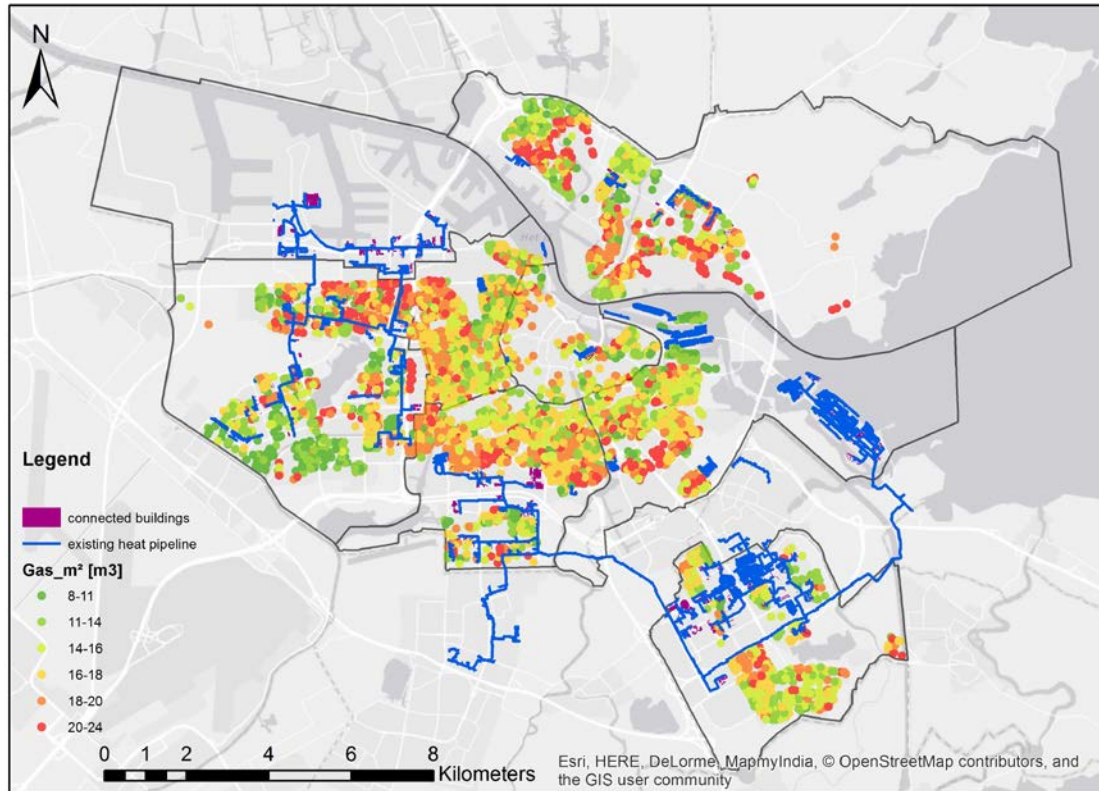 N
Het
Legend
connected buildings
existing heat pipeline
Gas_m² [m3]
8-11
11-14
14-16
16-18
18-20
20-24
0 1 2 4 6 8
Kilometers
Esri, HERE, DeLorme, MapmyIndia, © OpenStreetMap contributors, and
the GIS user community